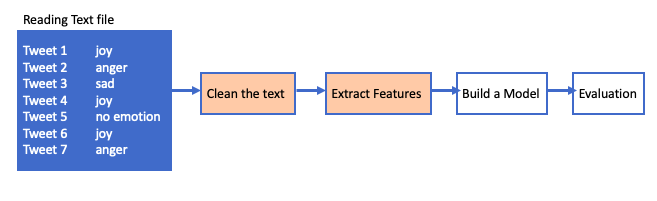 Reading Text file
Tweet 1 joy
Tweet 2 anger
Tweet 3 sad
Tweet 4 joy
Tweet 5 no emotion
Tweet 6 joy
Tweet 7 anger
Clean the text
Extract Features
Build a Model
Evaluation